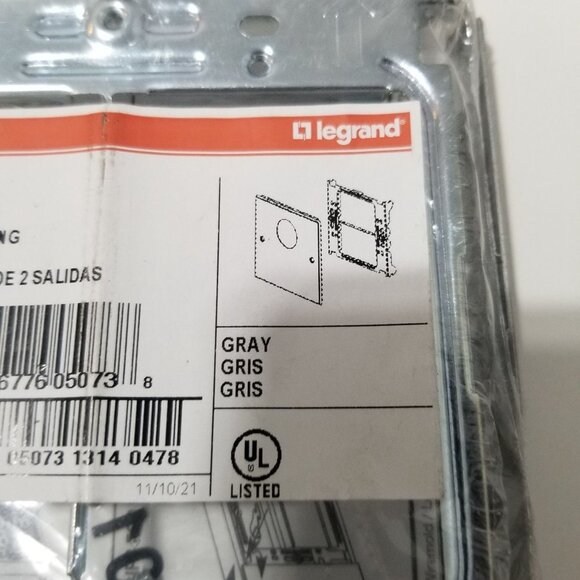 legrand®
NG
DE 2 SALIDAS
GRAY
GRIS
GRIS
6776 05073 8
05073 1314 0478
UL
LISTED
11/10/21